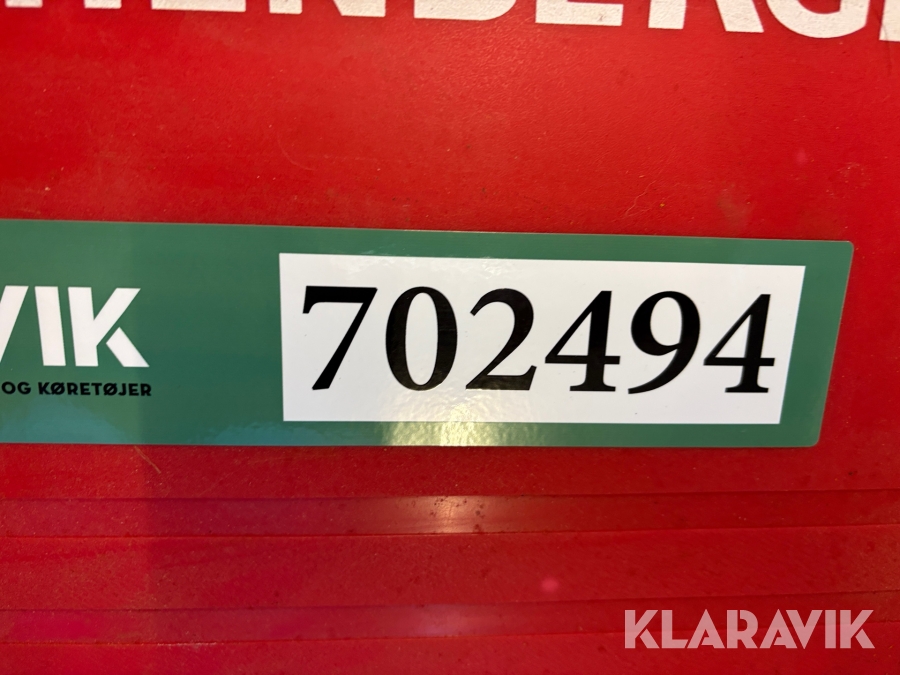 VIK
702494
OG KØRETØJER
KLARAVIK